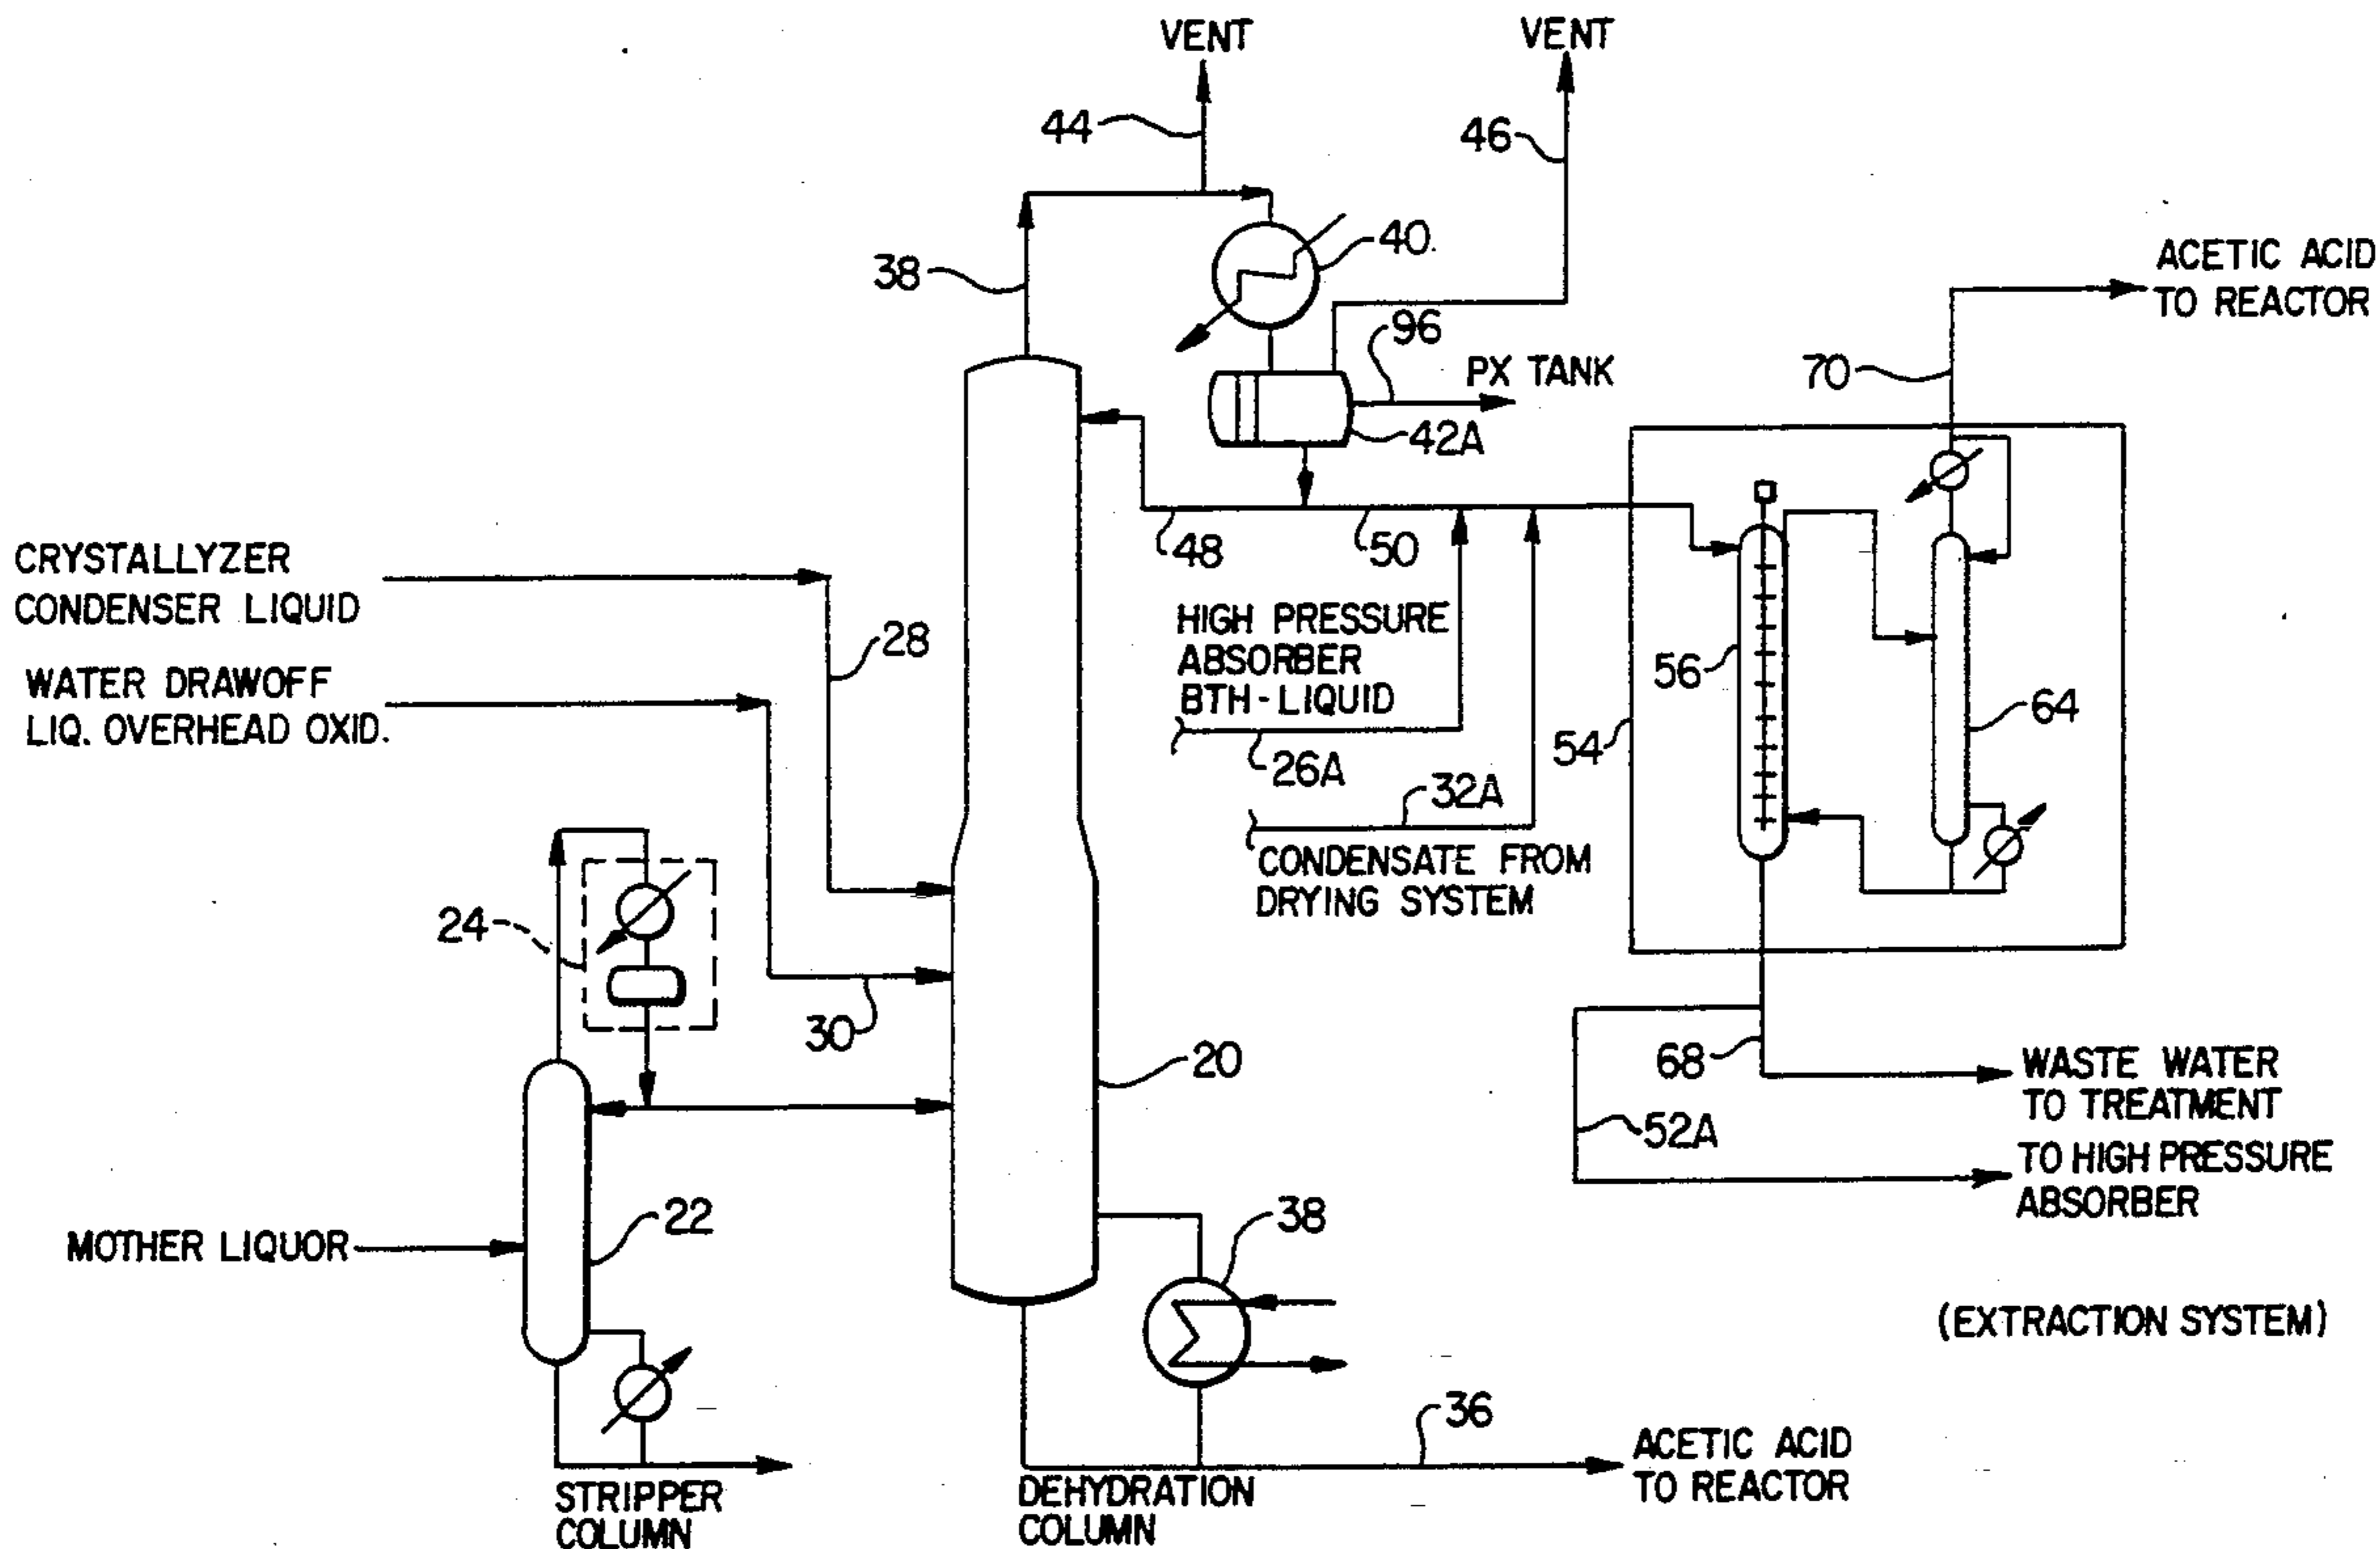 VENT
VENT
44
46
38
40
96
PX TANK
42A
ACETIC ACID
TO REACTOR
70
48
50
CRYSTALLYZER
CONDENSER LIQUID
28
WATER DRAWOFF
LIQ. OVERHEAD OXID.
HIGH PRESSURE
ABSORBER
BTH-LIQUID
26A
32A
CONDENSATE FROM
DRYING SYSTEM
54
56
64
24
30
20
68
WASTE WATER
TO TREATMENT
52A
TO HIGH PRESSURE
ABSORBER
MOTHER LIQUOR
22
38
(EXTRACTION SYSTEM)
36
ACETIC ACID
TO REACTOR
STRIPPER
COLUMN
DEHYDRATION
COLUMN